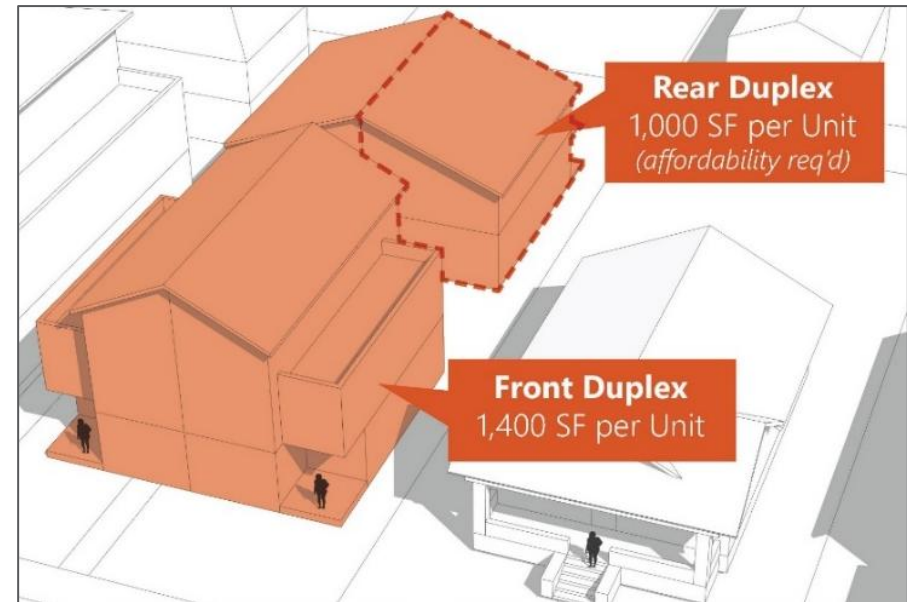 Rear Duplex
1,000 SF per Unit
(affordability req'd)
Front Duplex
1,400 SF per Unit